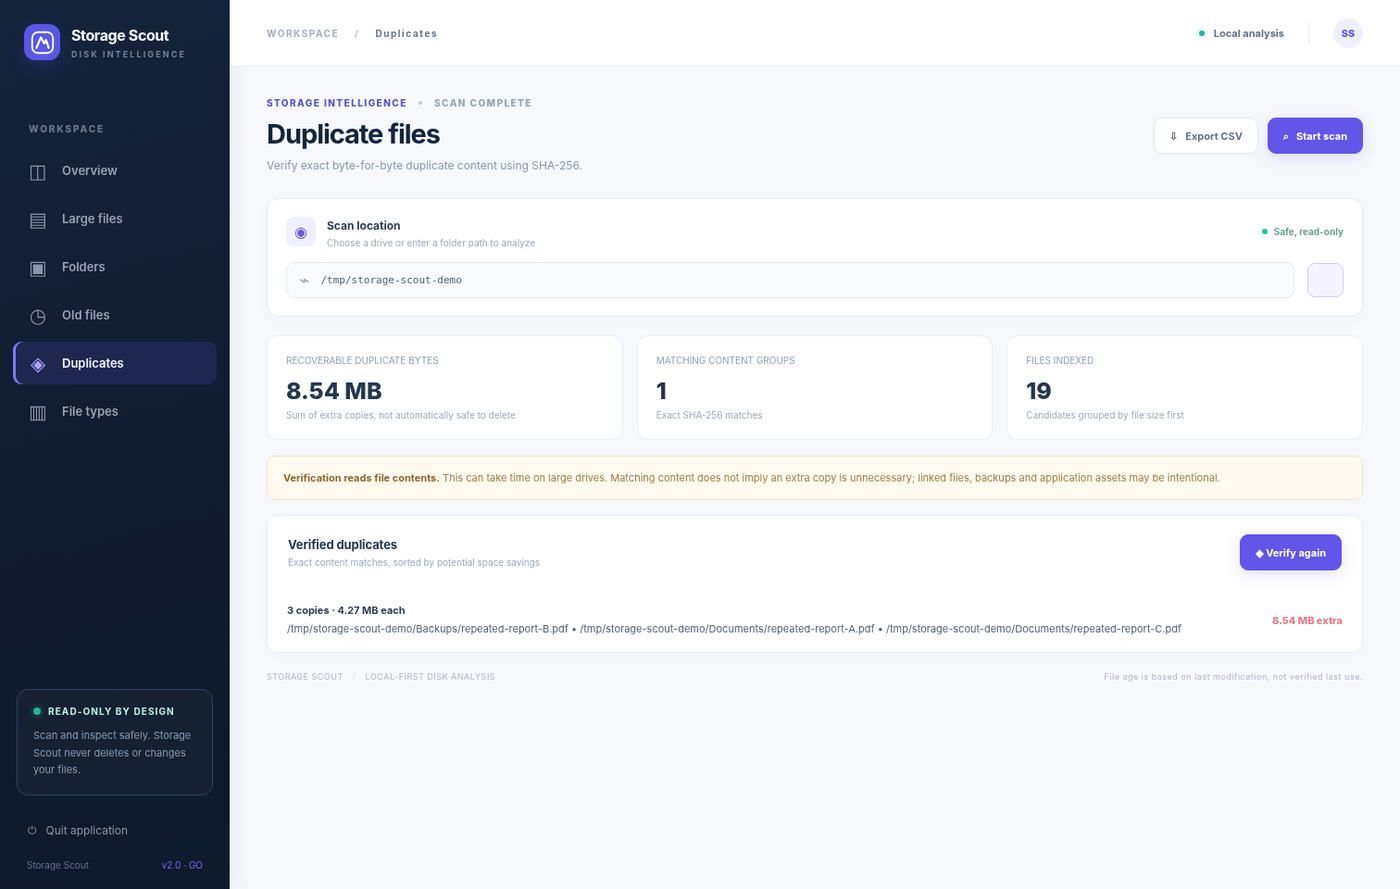 Storage Scout
DISK INTELLIGENCE
WORKSPACE
Overview
Large files
Folders
Old files
Duplicates
File types
READ-ONLY BY DESIGN
Scan and inspect safely. Storage
Scout never deletes or changes
your files.
Quit application
Storage Scout v2.0 · GO
WORKSPACE / Duplicates
Local analysis SS
STORAGE INTELLIGENCE • SCAN COMPLETE
Duplicate files
Verify exact byte-for-byte duplicate content using SHA-256.
Export CSV
Start scan
Scan location
Choose a drive or enter a folder path to analyze
Safe, read-only
/tmp/storage-scout-demo
RECOVERABLE DUPLICATE BYTES
8.54 MB
Sum of extra copies, not automatically safe to delete
MATCHING CONTENT GROUPS
1
Exact SHA-256 matches
FILES INDEXED
19
Candidates grouped by file size first
Verification reads file contents. This can take time on large drives. Matching content does not imply an extra copy is unnecessary; linked files, backups and application assets may be intentional.
Verified duplicates
Exact content matches, sorted by potential space savings
◆ Verify again
3 copies · 4.27 MB each
/tmp/storage-scout-demo/Backups/repeated-report-B.pdf • /tmp/storage-scout-demo/Documents/repeated-report-A.pdf • /tmp/storage-scout-demo/Documents/repeated-report-C.pdf
8.54 MB extra
STORAGE SCOUT / LOCAL-FIRST DISK ANALYSIS
File age is based on last modification, not verified last use.